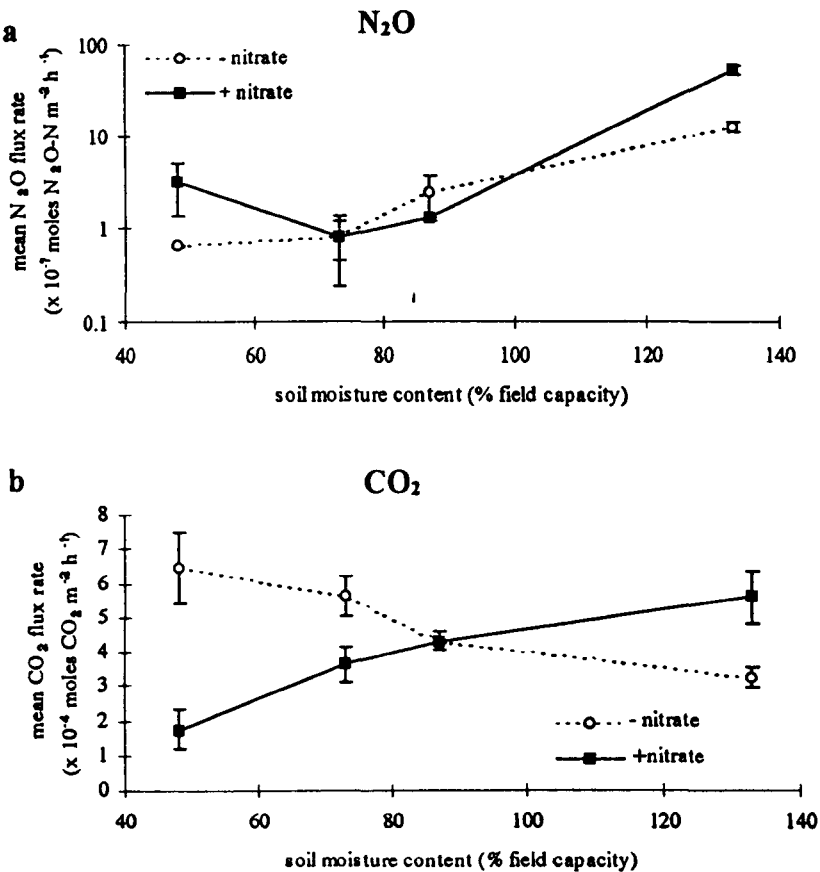 a
N₂O
mean N₂O flux rate
(x 10⁻⁷ moles N₂O-N m⁻² h⁻¹)
100
10
1
0.1
- nitrate
+ nitrate
40 60 80 100 120 140
soil moisture content (% field capacity)
b
CO₂
mean CO₂ flux rate
(x 10⁻⁴ moles CO₂ m⁻² h⁻¹)
8
7
6
5
4
3
2
1
0
- nitrate
+nitrate
40 60 80 100 120 140
soil moisture content (% field capacity)